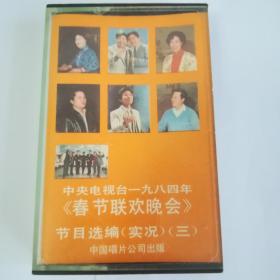 中央电视台一九八四年
《春节联欢晚会》
节目选编(实况)(三)
中国唱片公司出版